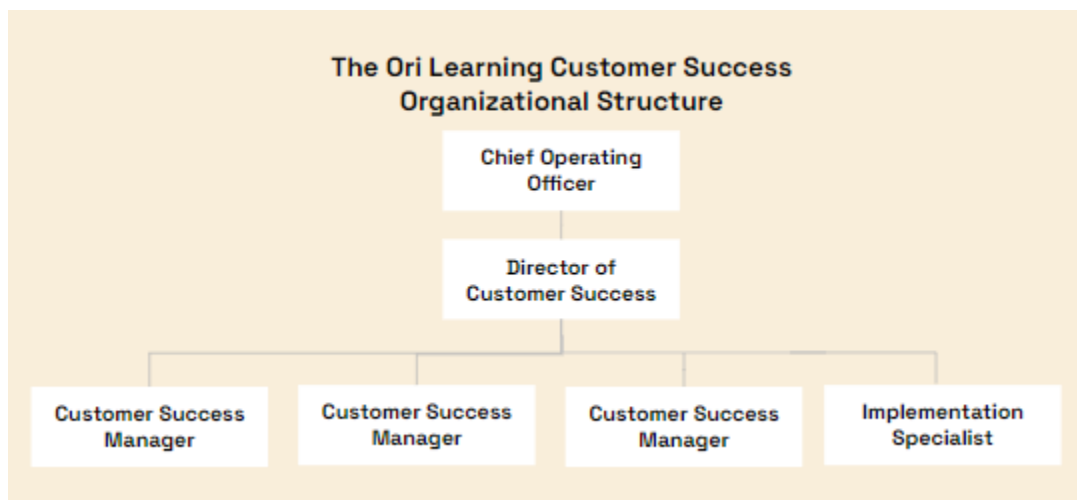 The Ori Learning Customer Success
Organizational Structure
Chief Operating
Officer
Director of
Customer Success
Customer Success
Manager
Customer Success
Manager
Customer Success
Manager
Implementation
Specialist